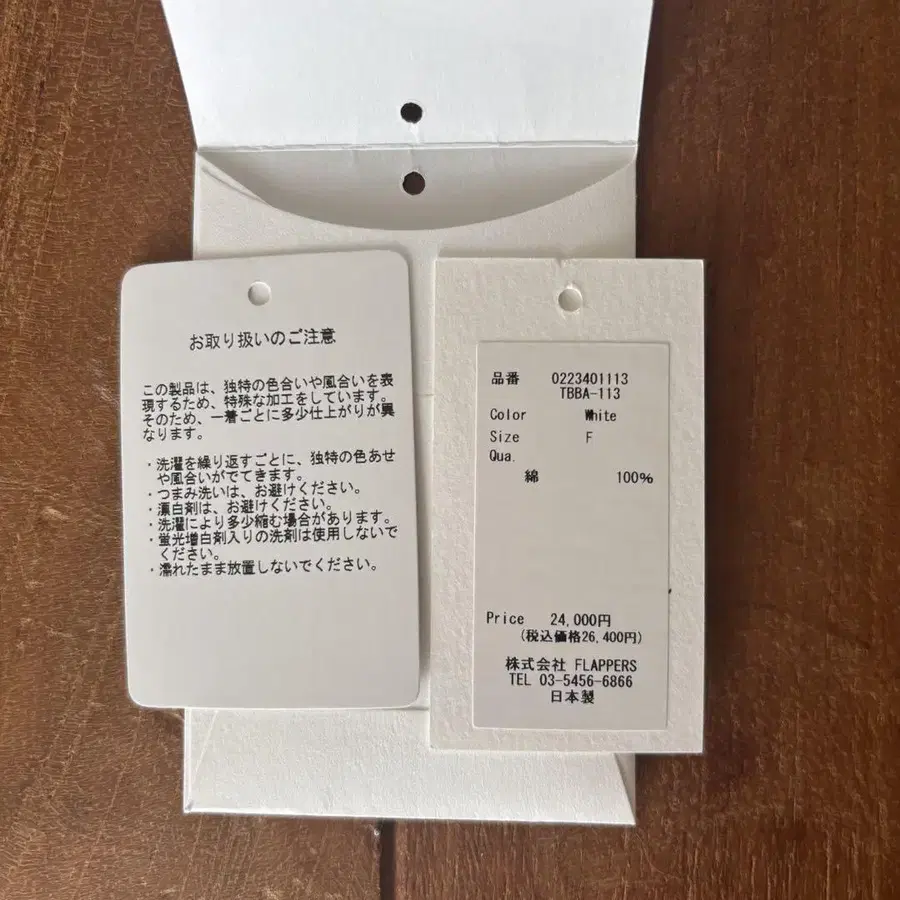 お取り扱いのご注意
この製品は、独特の色合いや風合いを表
現するため、特殊な加工をしています。
そのため、一着ごとに多少仕上がりが異
なります。
・洗濯を繰り返すごとに、独特の色あせ
や風合いがでてきます。
・つまみ洗いは、お避けください。
・漂白剤は、お避けください。
・洗濯により多少縮む場合があります。
・蛍光増白剤入りの洗剤は使用しないで
ください。
・濡れたまま放置しないでください。
品番 0223401113
TBBA-113
Color White
Size F
Qua.
綿 100%
Price 24,000円
(税込価格26,400円)
株式会社 FLAPPERS
TEL 03-5456-6866
日本製